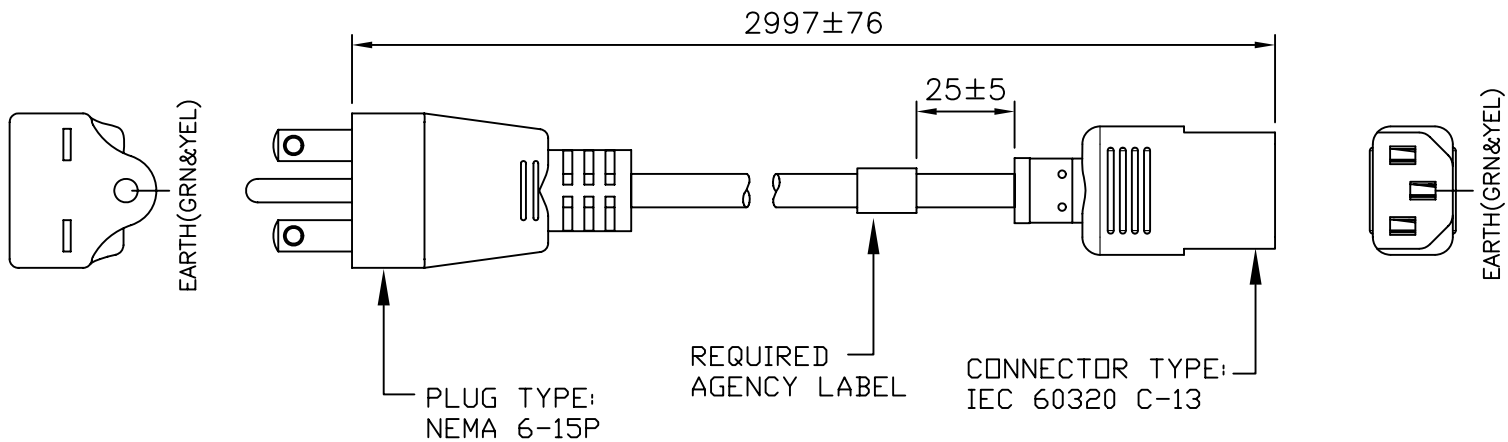 2997±76
25±5
EARTH(GRN&YEL)
EARTH(GRN&YEL)
REQUIRED
AGENCY LABEL
CONNECTOR TYPE:
IEC 60320 C-13
PLUG TYPE:
NEMA 6-15P